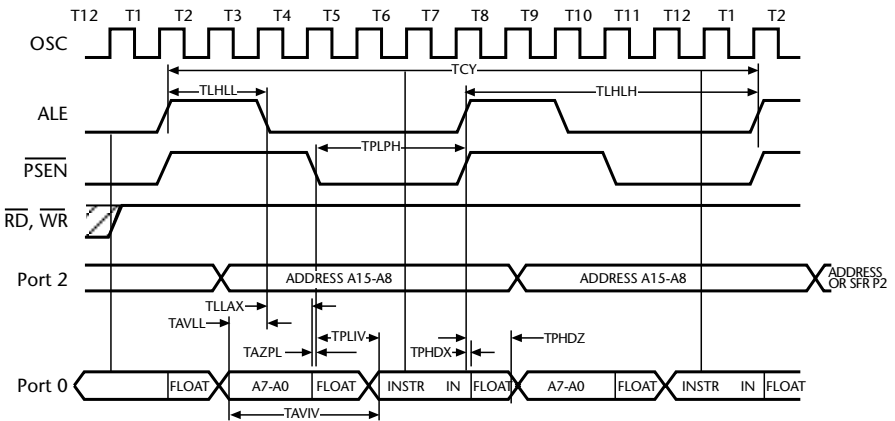 T12 T1 T2 T3 T4 T5 T6 T7 T8 T9 T10 T11 T12 T1 T2
OSC
TCY
TLHLL TLHLH
ALE
TPLPH
PSEN
RD, WR
Port 2 ADDRESS A15-A8 ADDRESS A15-A8 ADDRESS
OR SFR P2
TLLAX
TAVLL
TPLIV TPHDZ
TAZPL TPHDX
Port 0 FLOAT A7-A0 FLOAT INSTR IN FLOAT A7-A0 FLOAT INSTR IN FLOAT
TAVIV